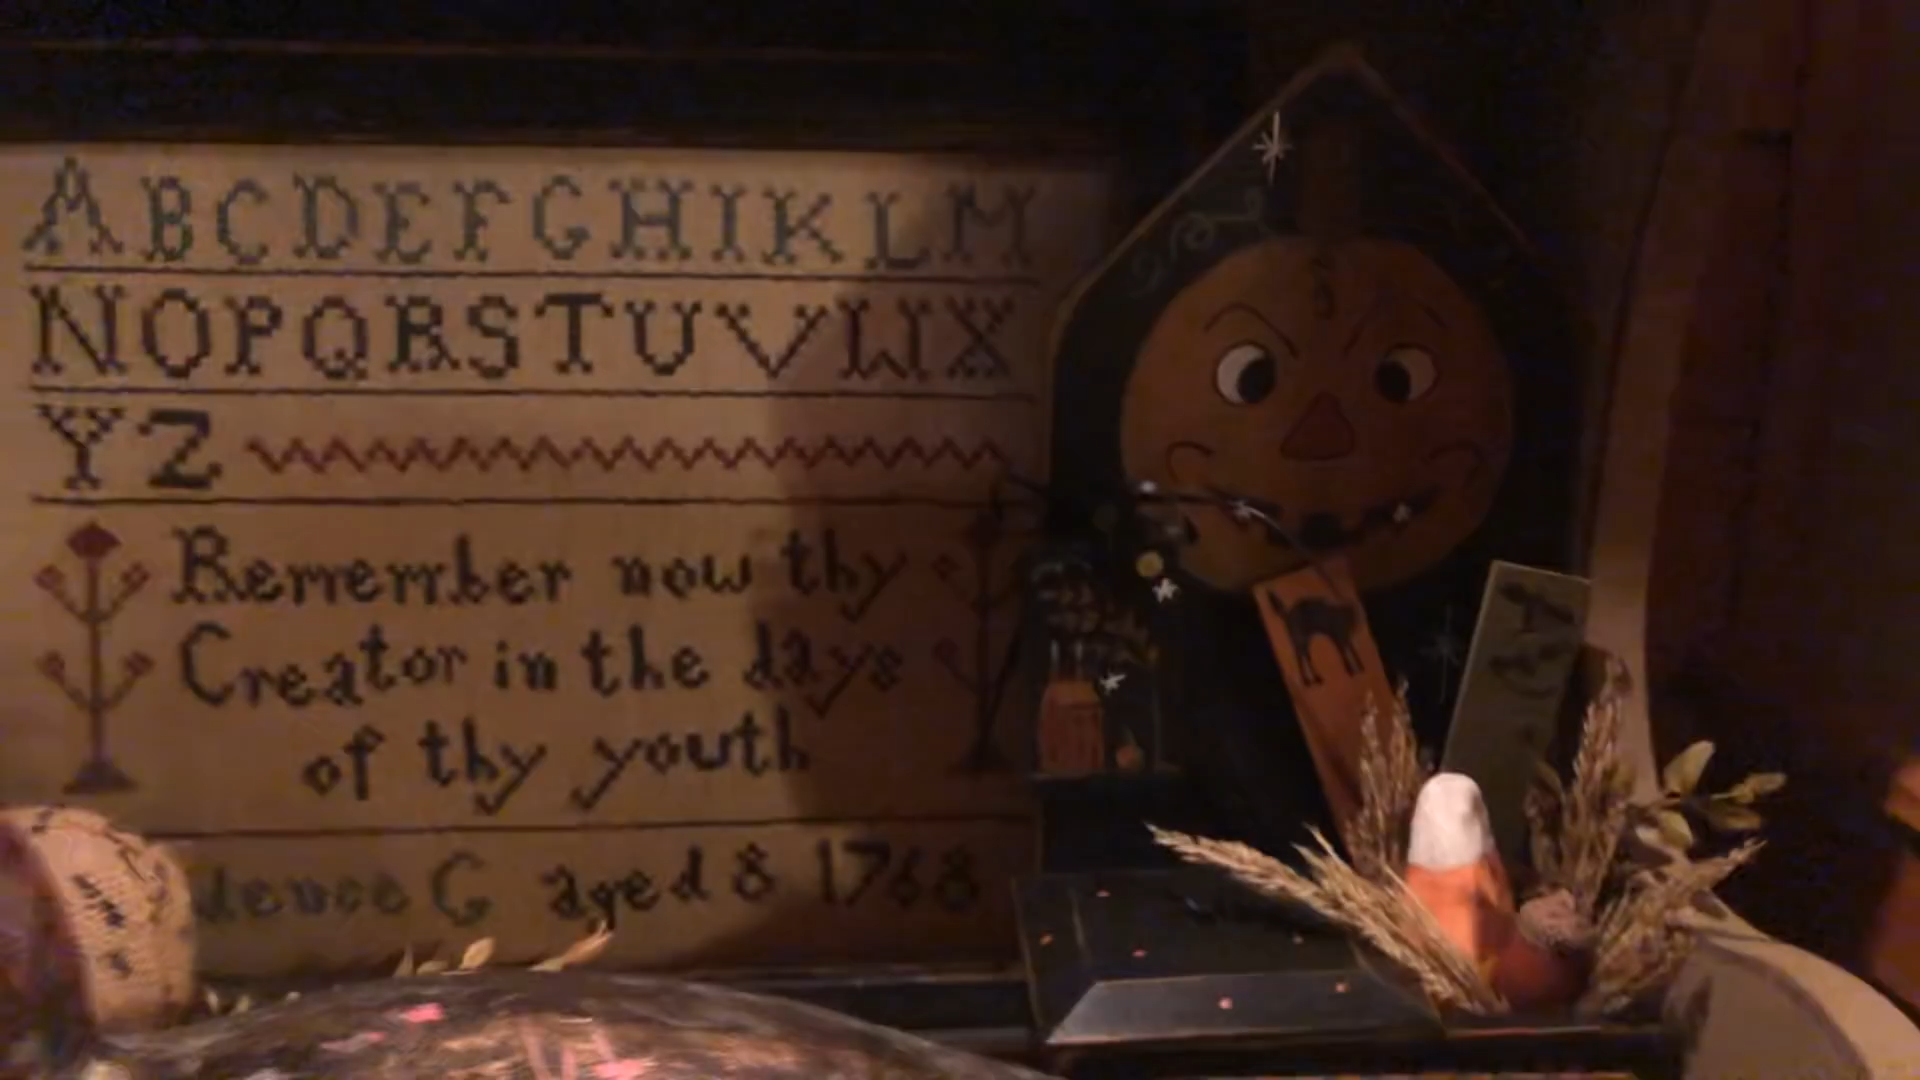 ABCDEFGHIKLM
NOPQRSTUVWX
YZ
Remember now thy
Creator in the days
of thy youth
G aged 8 1768